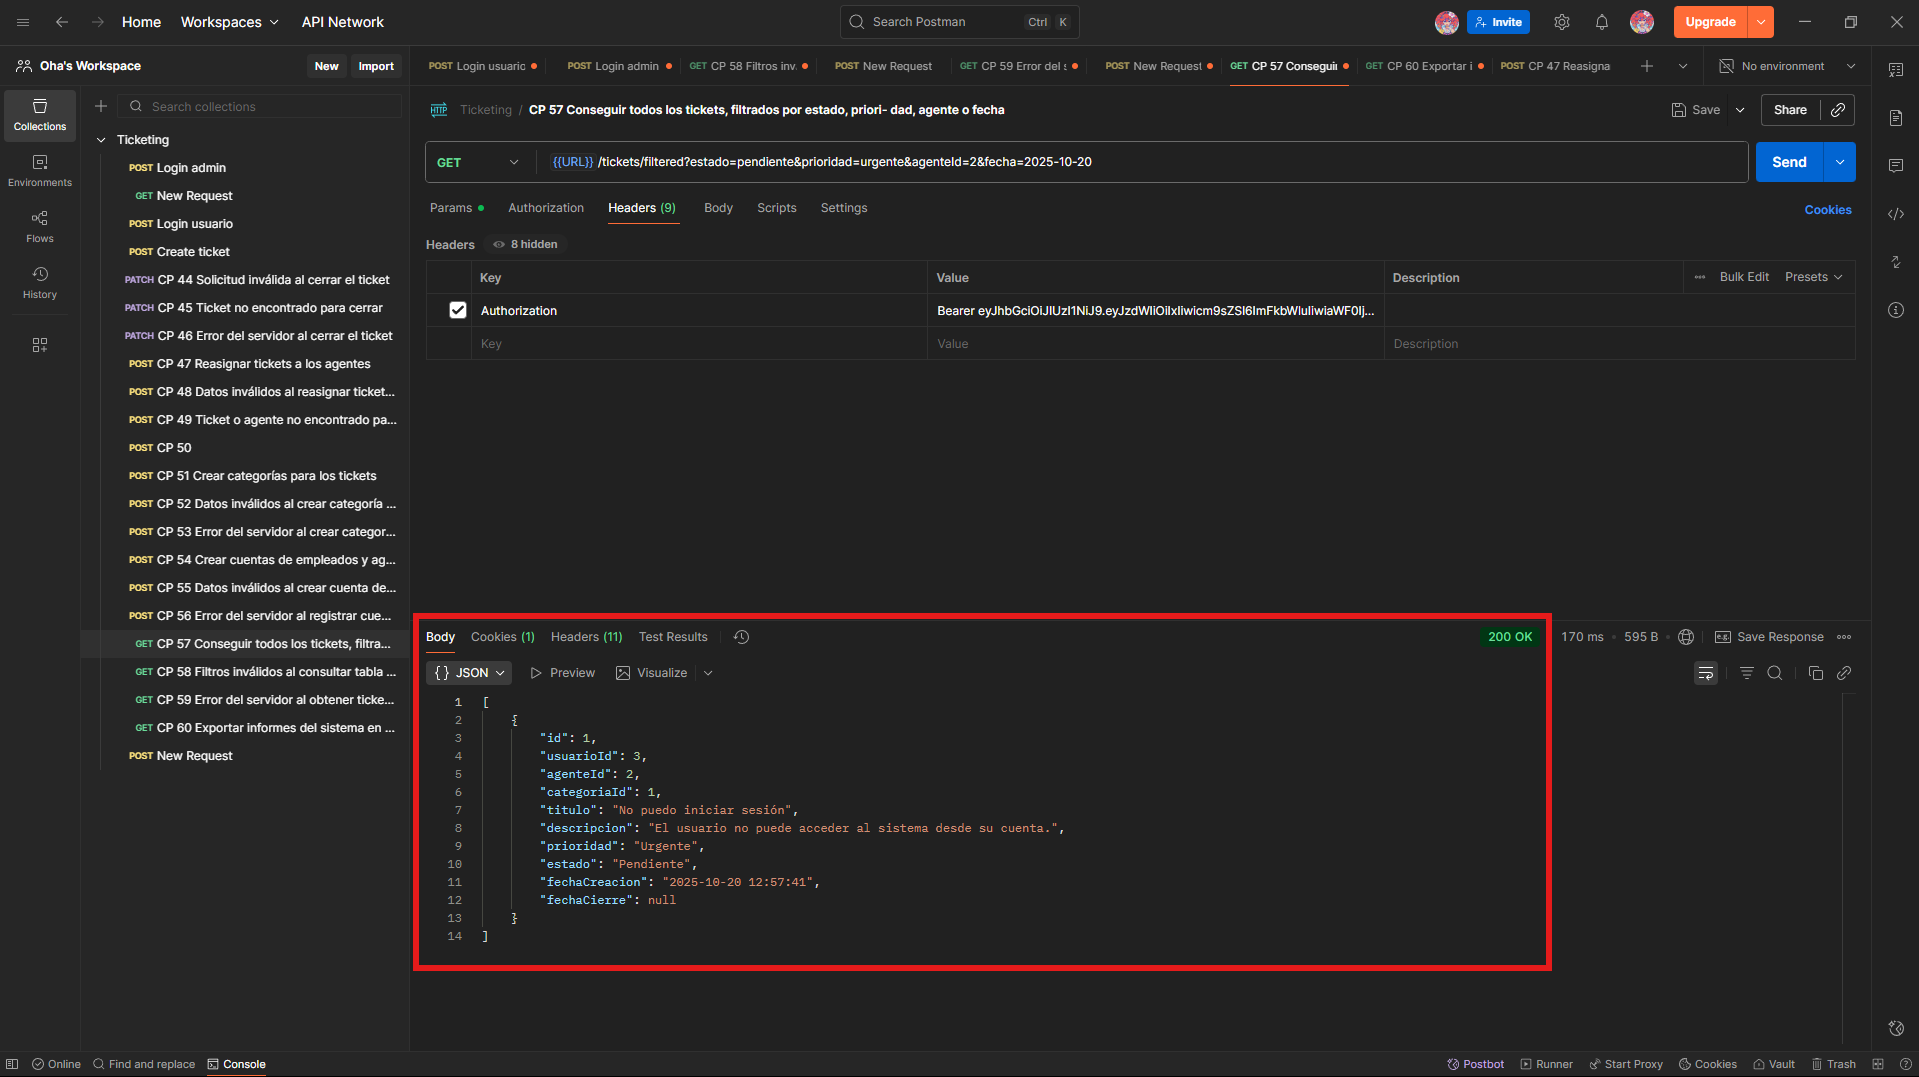 Home Workspaces API Network Search Postman Ctrl K Invite Upgrade
Oha's Workspace New Import
POST Login usuario POST Login admin GET CP 58 Filtros inv. POST New Request GET CP 59 Error del POST New Request GET CP 57 Consegui GET CP 60 Exportar POST CP 47 Reasigna No environment
Collections
Environments
Flows
History
Search collections
Ticketing
POST Login admin
GET New Request
POST Login usuario
POST Create ticket
PATCH CP 44 Solicitud inválida al cerrar el ticket
PATCH CP 45 Ticket no encontrado para cerrar
PATCH CP 46 Error del servidor al cerrar el ticket
POST CP 47 Reasignar tickets a los agentes
POST CP 48 Datos inválidos al reasignar ticket...
POST CP 49 Ticket o agente no encontrado pa...
POST CP 50
POST CP 51 Crear categorías para los tickets
POST CP 52 Datos inválidos al crear categoría ...
POST CP 53 Error del servidor al crear categor...
POST CP 54 Crear cuentas de empleados y ag...
POST CP 55 Datos inválidos al crear cuenta de...
POST CP 56 Error del servidor al registrar cue...
GET CP 57 Conseguir todos los tickets, filtra...
GET CP 58 Filtros inválidos al consultar tabla ...
GET CP 59 Error del servidor al obtener ticke...
GET CP 60 Exportar informes del sistema en ...
POST New Request
HTTP Ticketing / CP 57 Conseguir todos los tickets, filtrados por estado, priori- dad, agente o fecha Save Share
GET {{URL}} /tickets/filtered?estado=pendiente&prioridad=urgente&agenteId=2&fecha=2025-10-20 Send
Params Authorization Headers (9) Body Scripts Settings Cookies
Headers 8 hidden
Key Value Description Bulk Edit Presets
Authorization Bearer
Key Value Description
Body Cookies (1) Headers (11) Test Results 200 OK 170 ms 595 B Save Response
{} JSON Preview Visualize
1 [
2 {
3 "id": 1,
4 "usuarioId": 3,
5 "agenteId": 2,
6 "categoriaId": 1,
7 "titulo": "No puedo iniciar sesión",
8 "descripcion": "El usuario no puede acceder al sistema desde su cuenta.",
9 "prioridad": "Urgente",
10 "estado": "Pendiente",
11 "fechaCreacion": "2025-10-20 12:57:41",
12 "fechaCierre": null
13 }
14 ]
Online Find and replace Console Postbot Runner Start Proxy Cookies Vault Trash